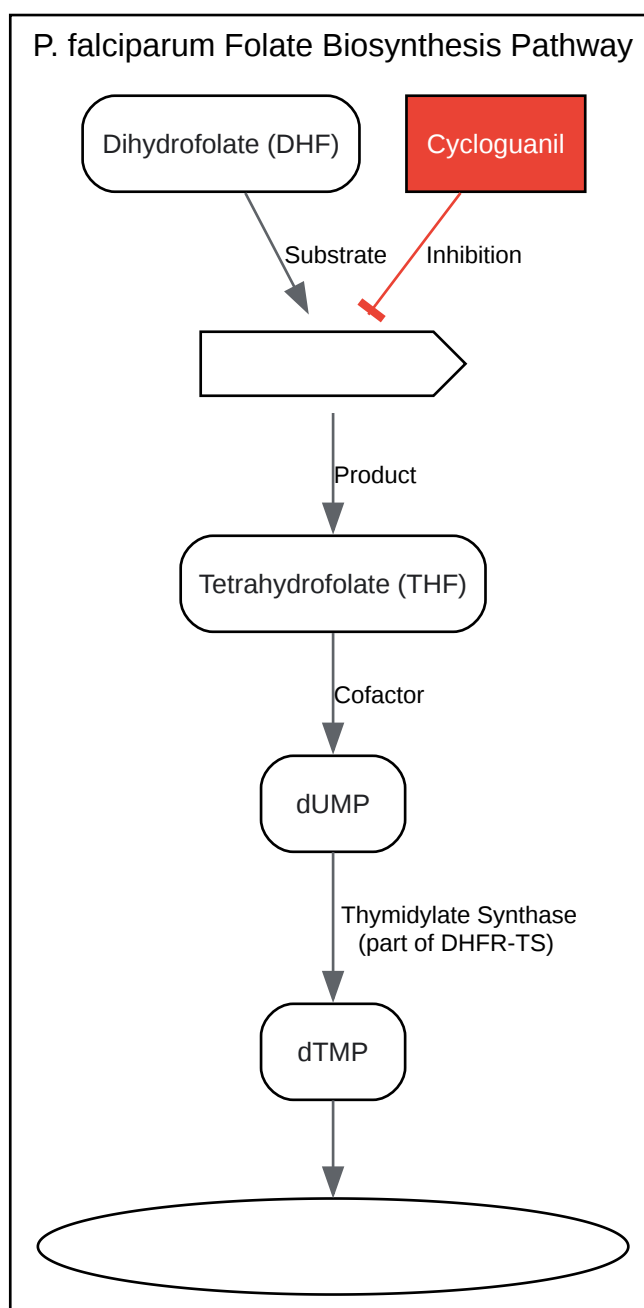 P. falciparum Folate Biosynthesis Pathway
Dihydrofolate (DHF)
Cycloguanil
Substrate
Inhibition
Product
Tetrahydrofolate (THF)
Cofactor
dUMP
Thymidylate Synthase
(part of DHFR-TS)
dTMP